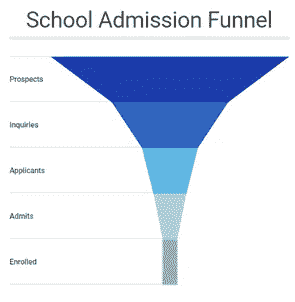 School Admission Funnel
Prospects
Inquiries
Applicants
Admits
Enrolled